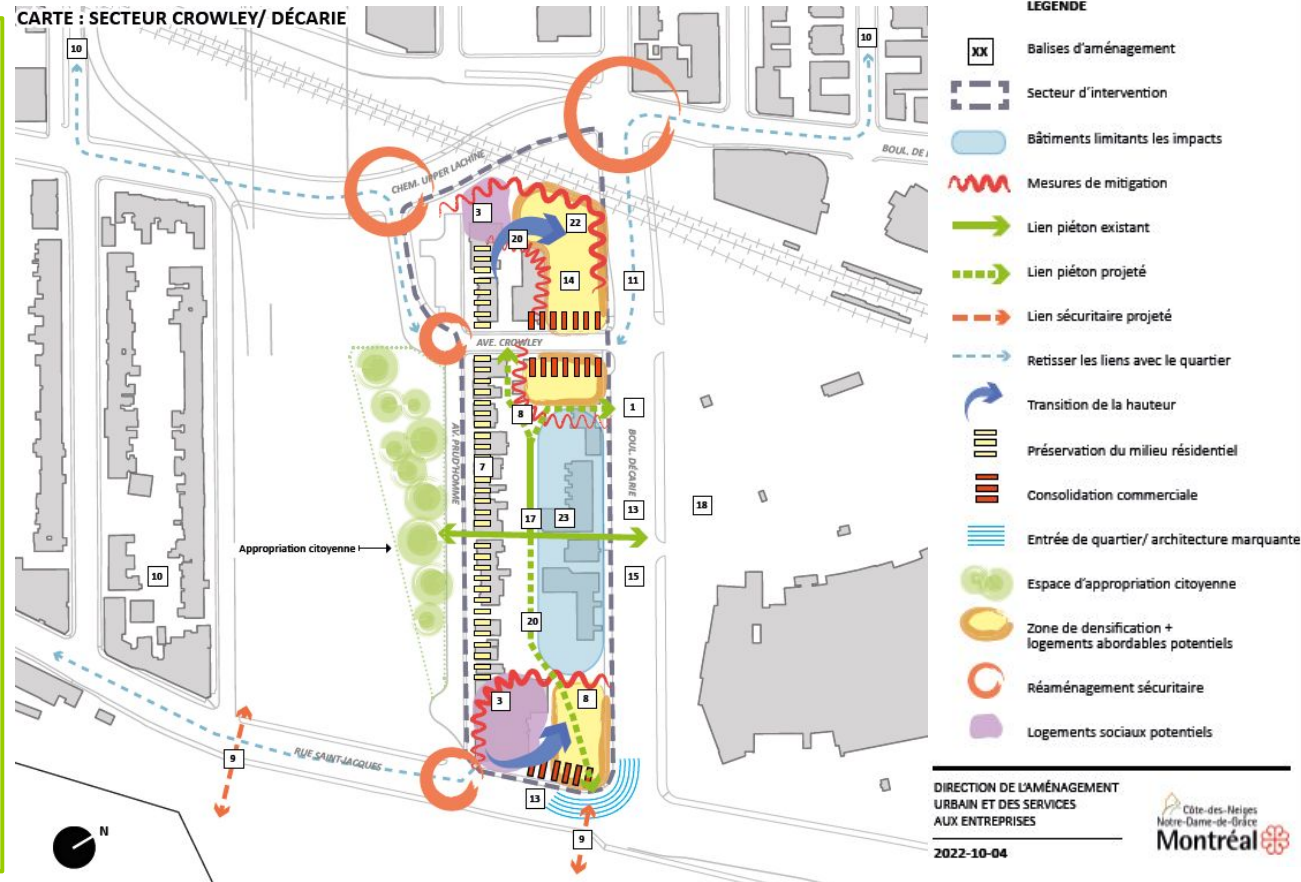 CARTE : SECTEUR CROWLEY/ DÉCARIE
10
10
CHEM. UPPER LACHINE
BOUL. DE
3
22
20
14
11
AVE. CROWLEY
8
1
AV. PRUD'HOMME
BOUL. DÉCARIE
7
17
23
13
18
Appropriation citoyenne
10
15
20
3
8
RUE SAINT-JACQUES
9
13
9
N
LÉGENDE
XX
Balises d'aménagement
Secteur d'intervention
Bâtiments limitants les impacts
Mesures de mitigation
Lien piéton existant
Lien piéton projeté
Lien sécuritaire projeté
Retisser les liens avec le quartier
Transition de la hauteur
Préservation du milieu résidentiel
Consolidation commerciale
Entrée de quartier/ architecture marquante
Espace d'appropriation citoyenne
Zone de densification +
logements abordables potentiels
Réaménagement sécuritaire
Logements sociaux potentiels
DIRECTION DE L'AMÉNAGEMENT
URBAIN ET DES SERVICES
AUX ENTREPRISES
2022-10-04
Côte-des-Neiges
Notre-Dame-de-Grâce
Montréal